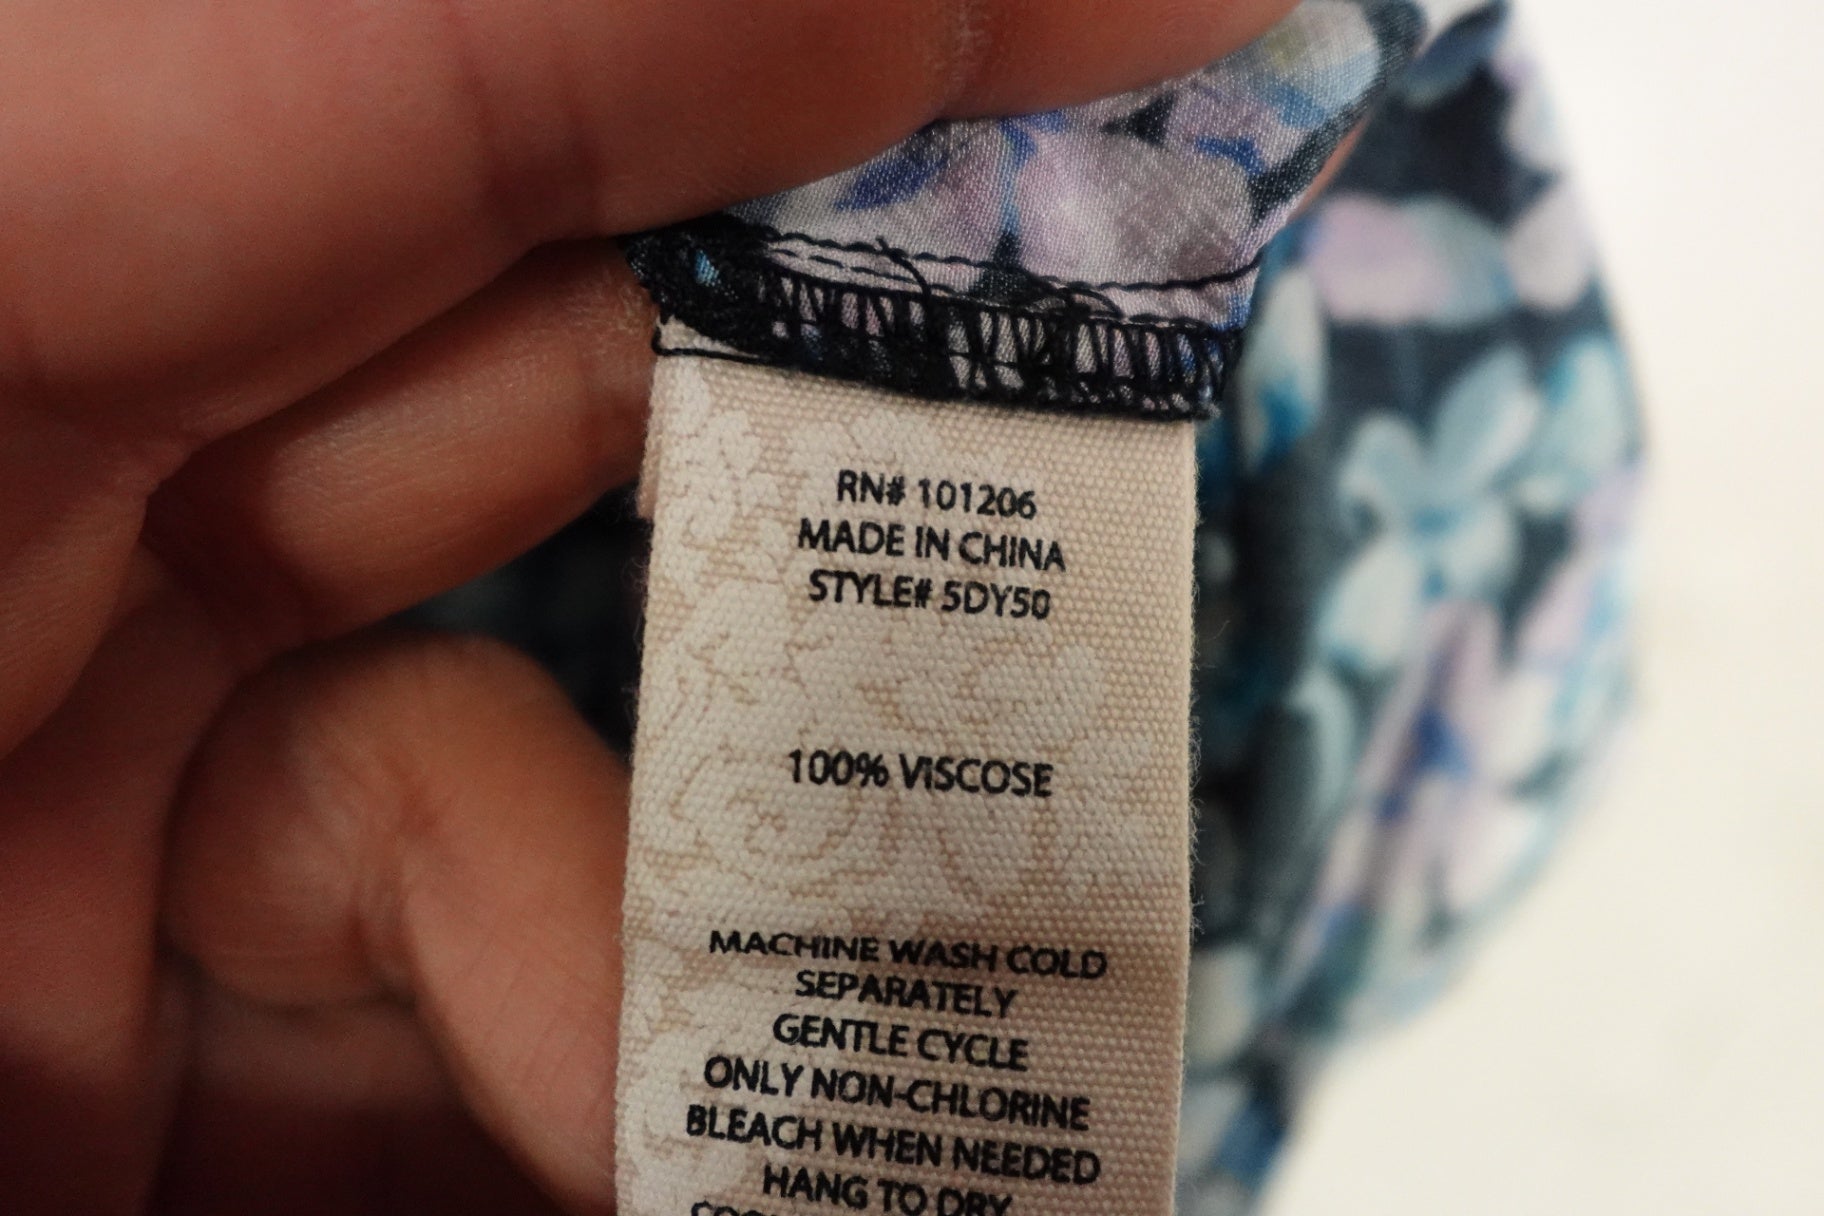 RN# 101206
MADE IN CHINA
STYLE# 5DY50
100% VISCOSE
MACHINE WASH COLD
SEPARATELY
GENTLE CYCLE
ONLY NON-CHLORINE
BLEACH WHEN NEEDED
HANG TO DRY